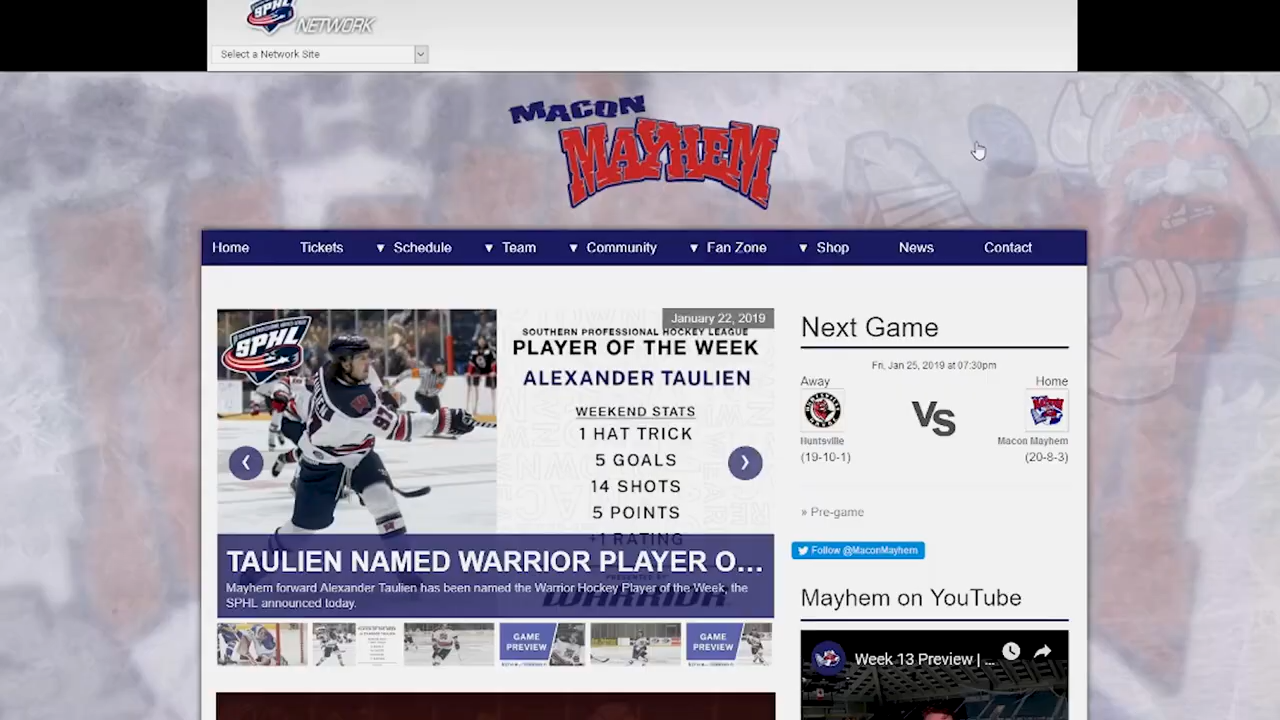 SPHL
NETWORK
Select a Network Site
MACON
MAYHEM
Home
Tickets
▼ Schedule
▼ Team
▼ Community
▼ Fan Zone
▼ Shop
News
Contact
January 22, 2019
SPHL
SOUTHERN PROFESSIONAL HOCKEY LEAGUE
PLAYER OF THE WEEK
ALEXANDER TAULIEN
WEEKEND STATS
1 HAT TRICK
5 GOALS
14 SHOTS
5 POINTS
+1 RATING
WARRIOR
TAULIEN NAMED WARRIOR PLAYER O...
Mayhem forward Alexander Taulien has been named the Warrior Hockey Player of the Week, the
SPHL announced today.
GAME
PREVIEW
GAME
PREVIEW
Next Game
Fri, Jan 25, 2019 at 07:30pm
Away
Home
VS
Huntsville
Macon Mayhem
(19-10-1)
(20-8-3)
» Pre-game
Follow @MaconMayhem
Mayhem on YouTube
Week 13 Preview | ...